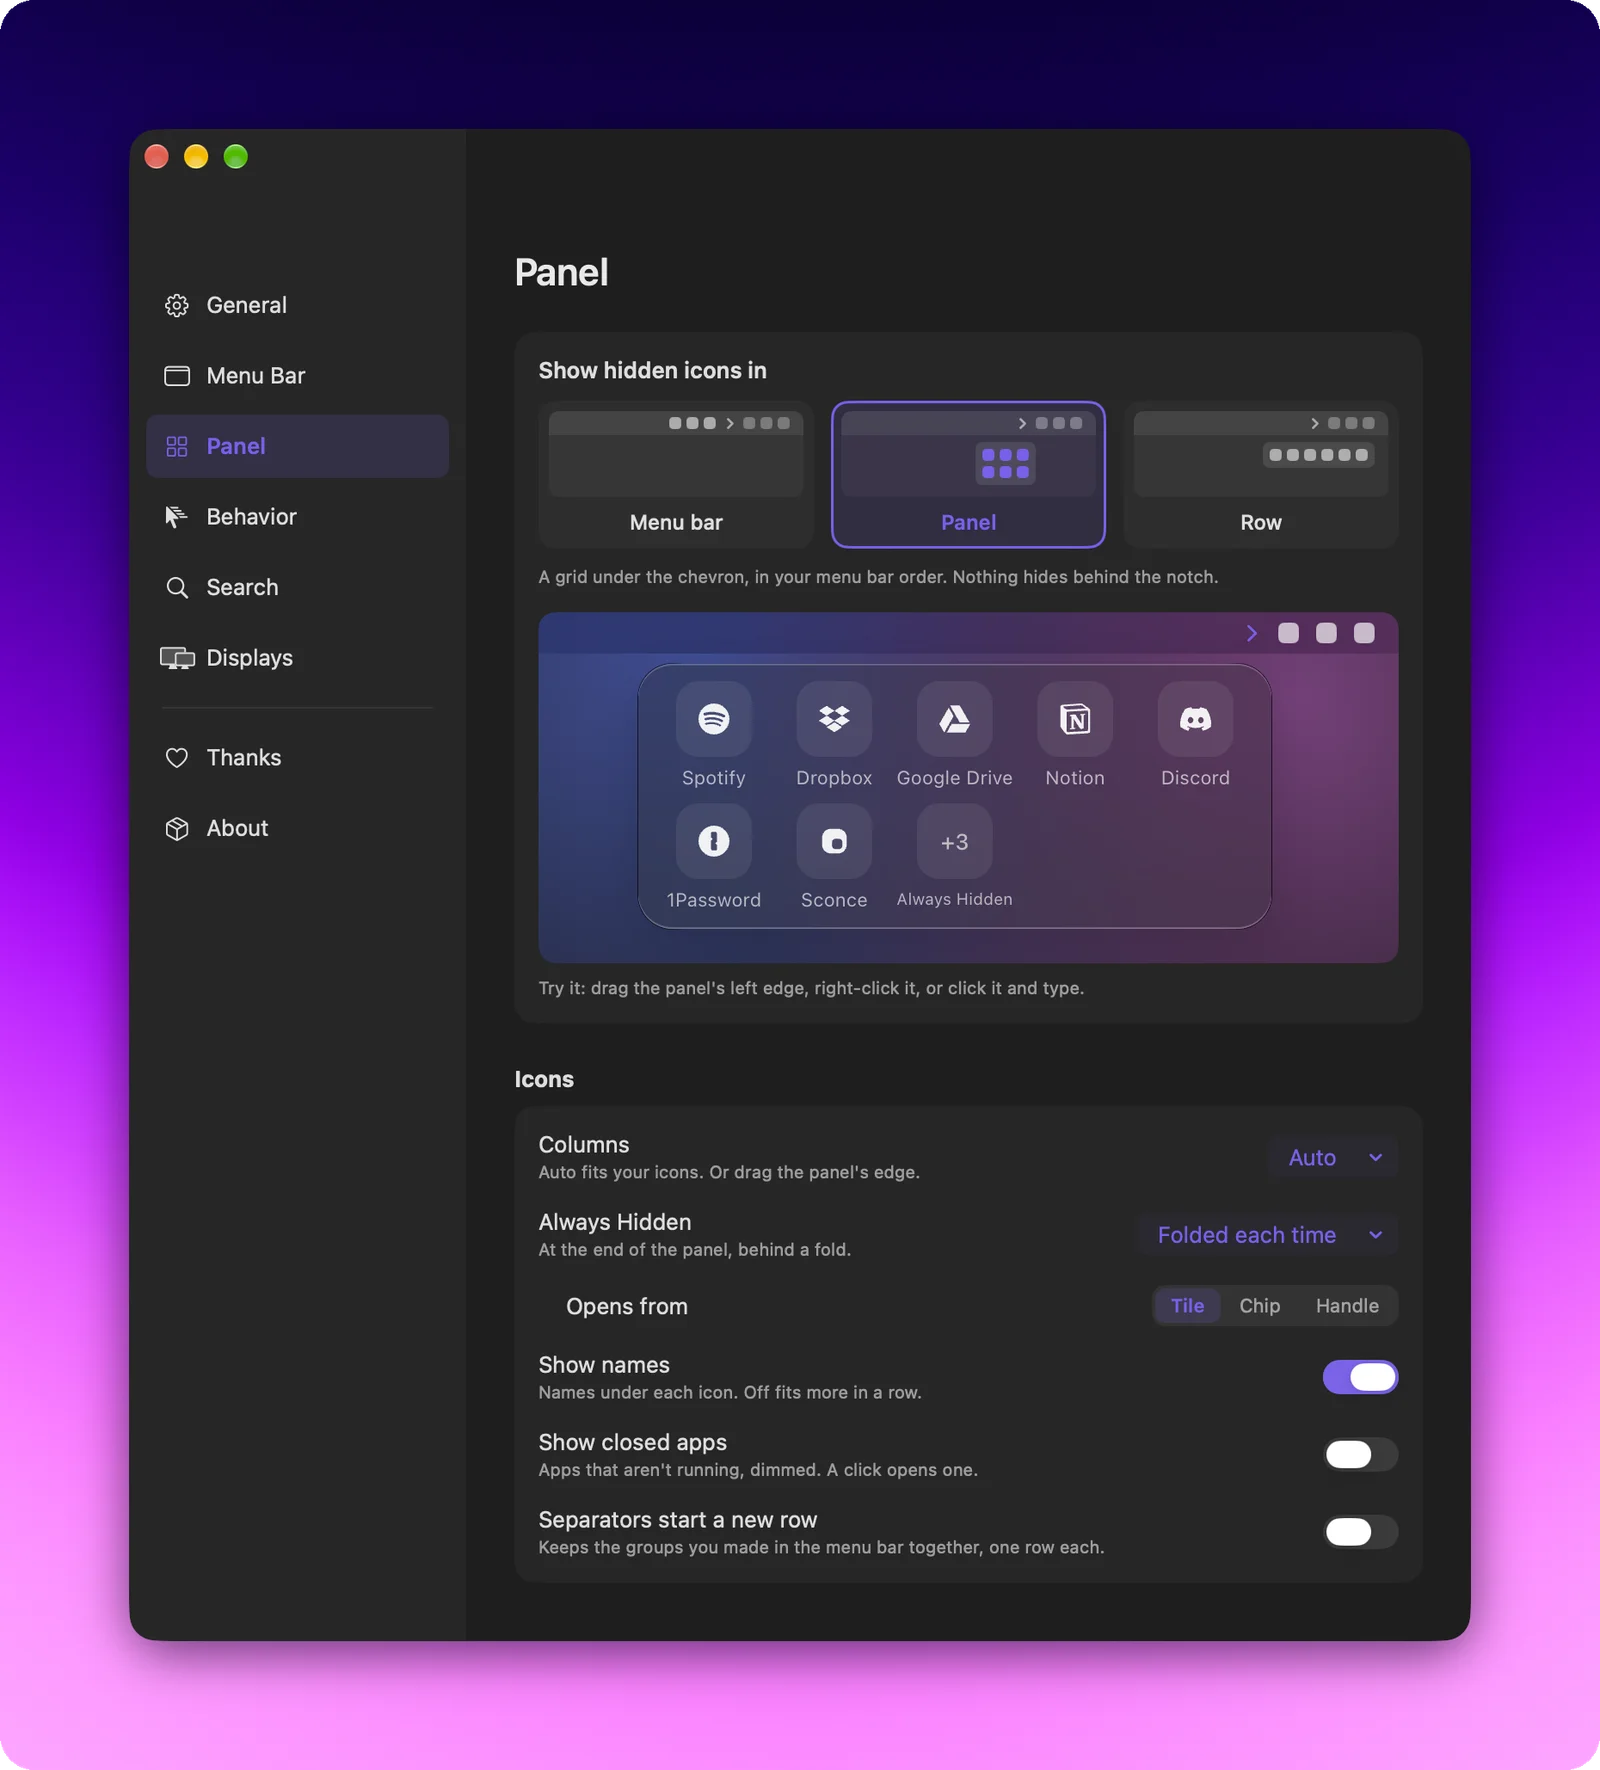 General
Menu Bar
Panel
Behavior
Search
Displays
Thanks
About
Panel
Show hidden icons in
Menu bar
Panel
Row
A grid under the chevron, in your menu bar order. Nothing hides behind the notch.
Spotify
Dropbox
Google Drive
Notion
Discord
+3
1Password
Sconce
Always Hidden
Try it: drag the panel's left edge, right-click it, or click it and type.
Icons
Columns
Auto fits your icons. Or drag the panel's edge.
Auto
Always Hidden
At the end of the panel, behind a fold.
Folded each time
Opens from
Tile
Chip
Handle
Show names
Names under each icon. Off fits more in a row.
Show closed apps
Apps that aren't running, dimmed. A click opens one.
Separators start a new row
Keeps the groups you made in the menu bar together, one row each.